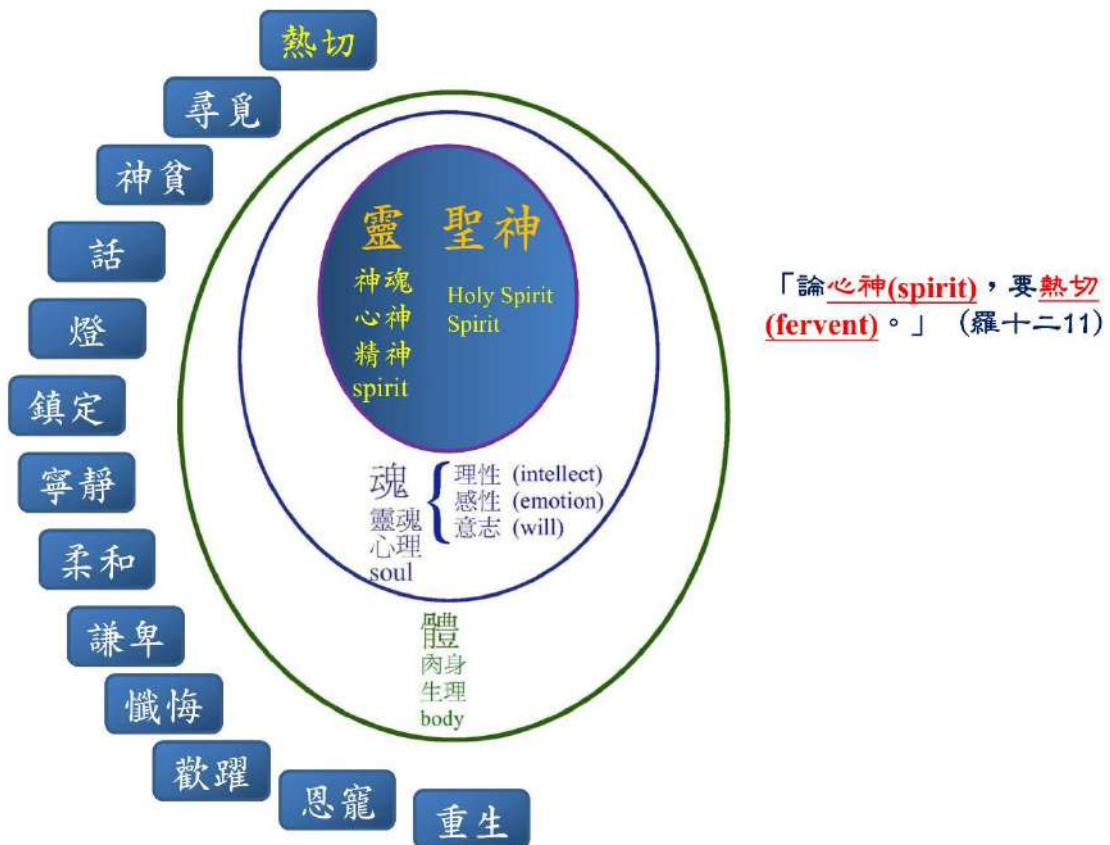 熱切
尋覓
神貧
話
燈
鎮定
寧靜
柔和
謙卑
懺悔
歡躍
恩寵
重生
靈 聖神
神魂
心神
精神
spirit
Holy Spirit
Spirit
魂
靈魂
心理
soul
理性 (intellect)
感性 (emotion)
意志 (will)
體
肉身
生理
body
「論心神(spirit),要熱切
(fervent)。」 (羅十二11)